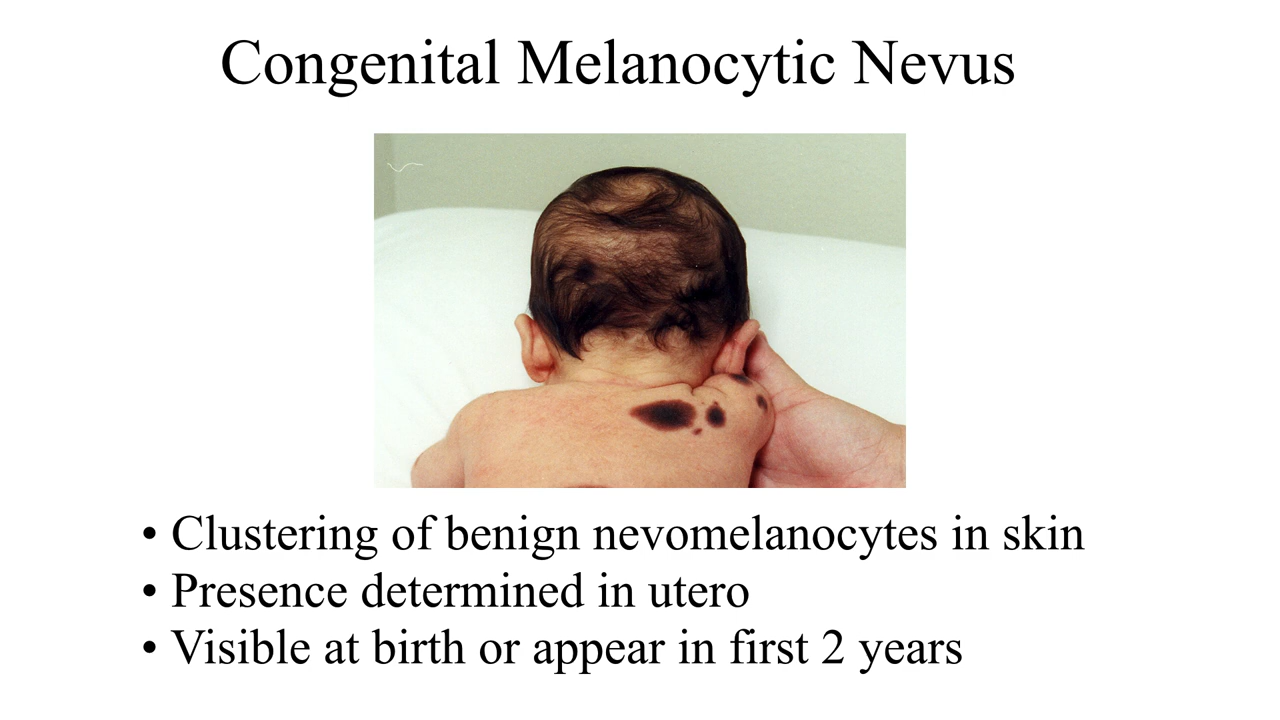 Congenital Melanocytic Nevus
• Clustering of benign nevomelanocytes in skin
• Presence determined in utero
• Visible at birth or appear in first 2 years